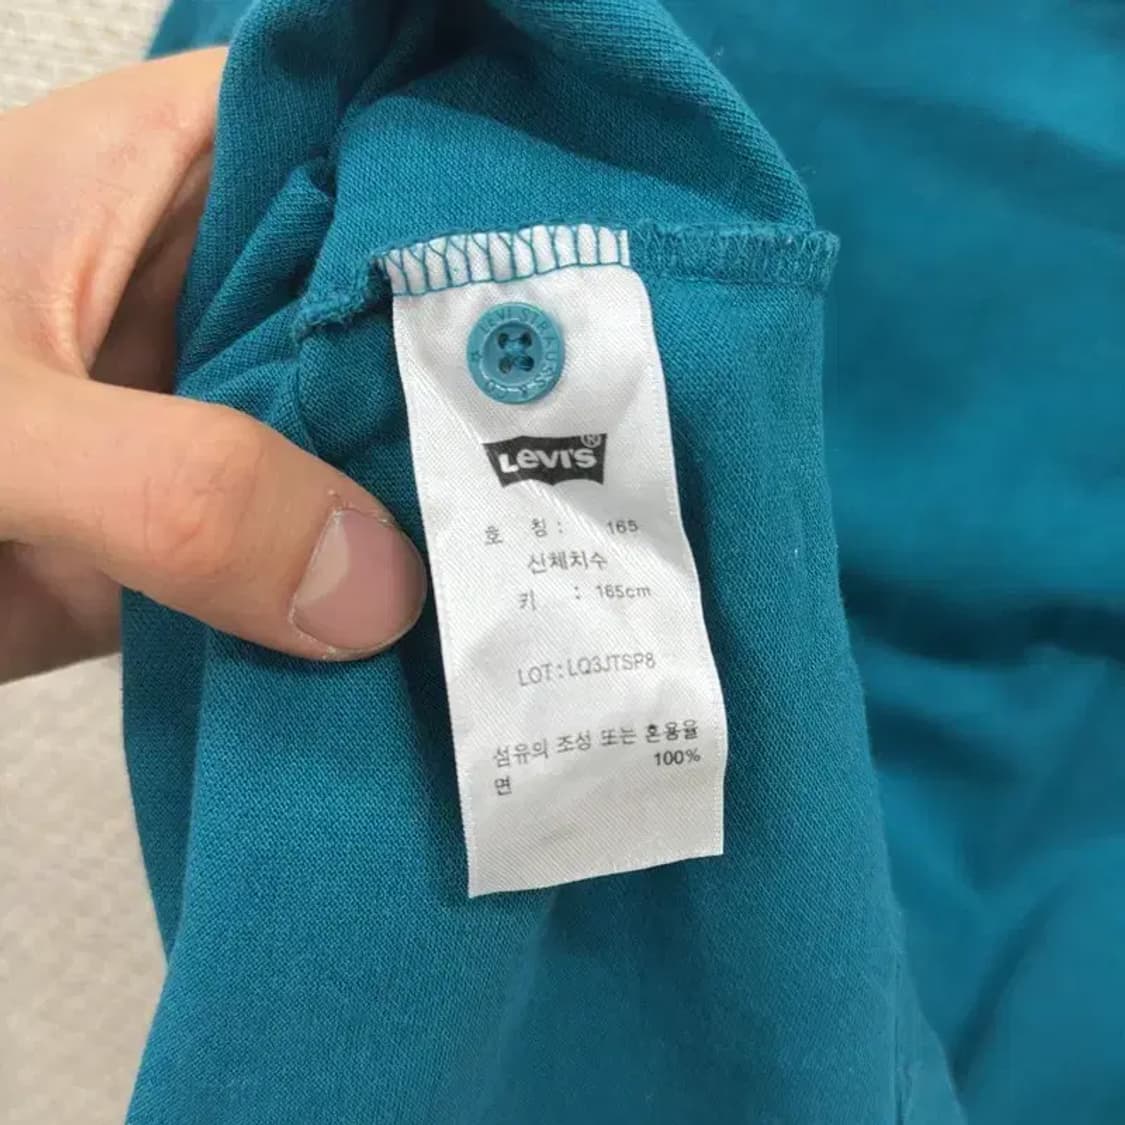 LEVI STRAUSS & CO
Levi's®
호 칭 : 165
신체치수
키 : 165cm
LOT : LQ3JTSP8
섬유의 조성 또는 혼용율
면 100%